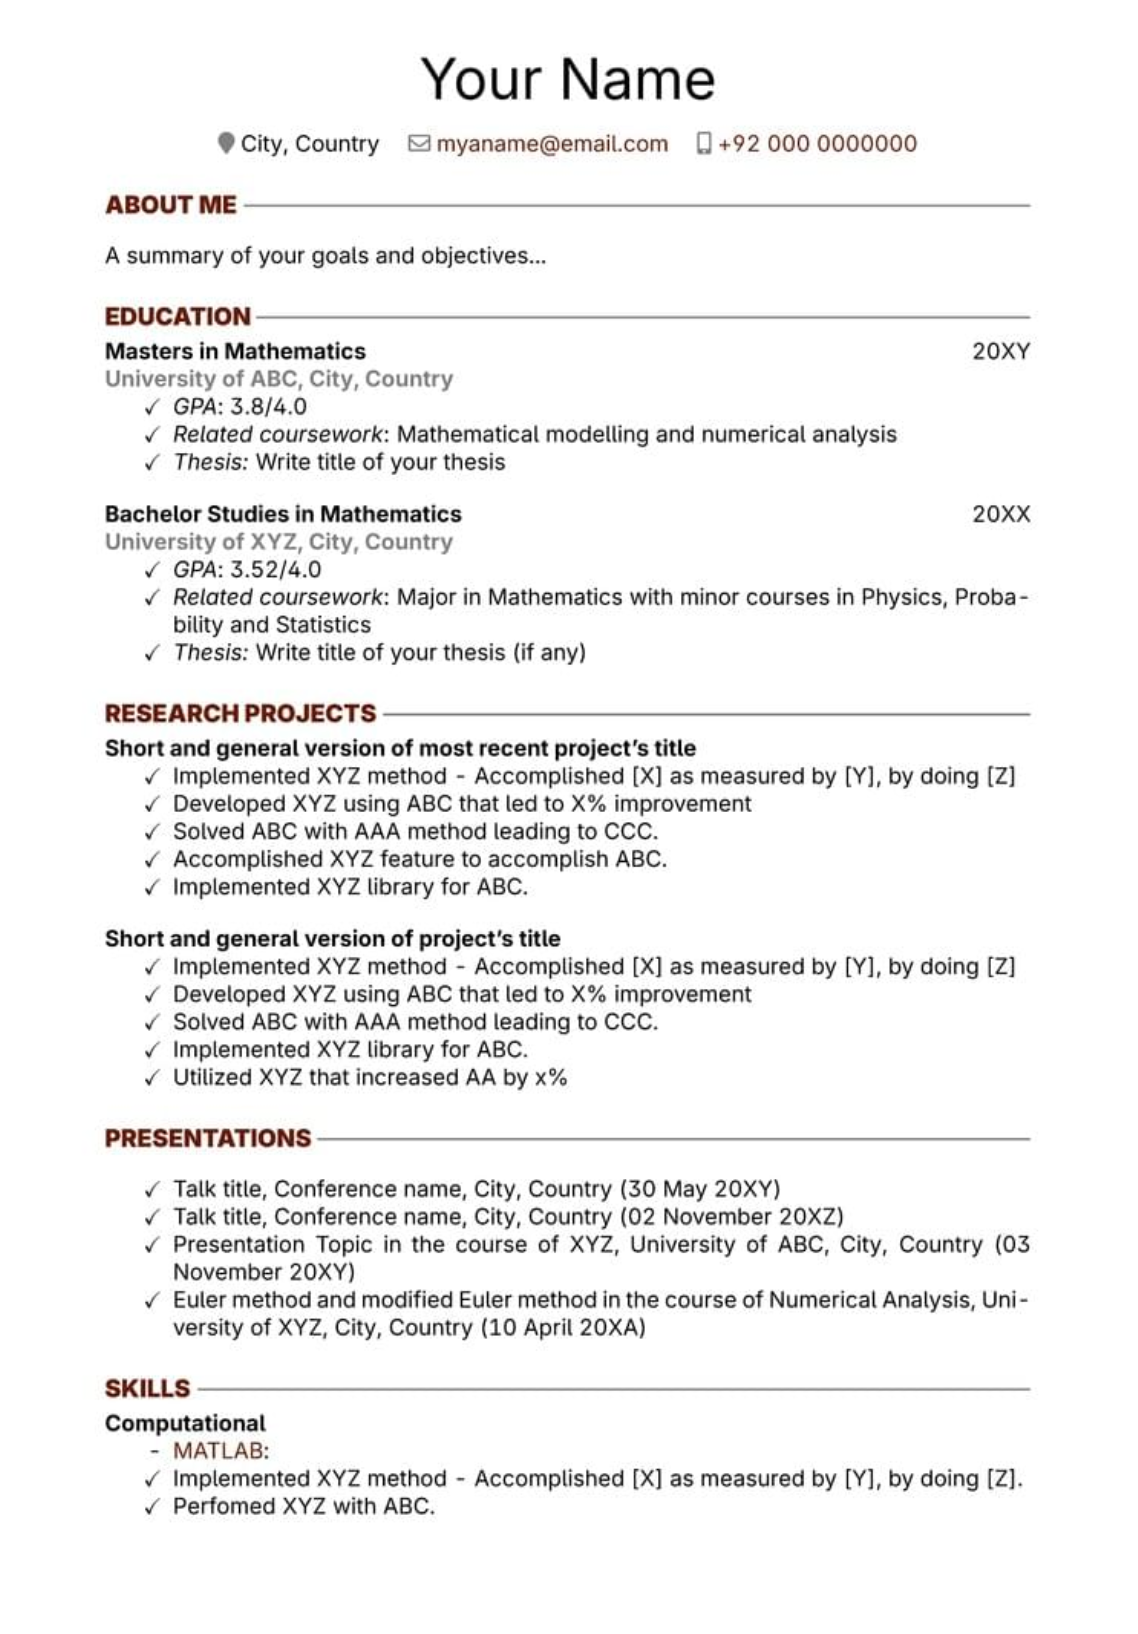 Your Name
City, Country myaname@email.com +92 000 0000000
ABOUT ME
A summary of your goals and objectives...
EDUCATION
Masters in Mathematics 20XY
University of ABC, City, Country
✓ GPA: 3.8/4.0
✓ Related coursework: Mathematical modelling and numerical analysis
✓ Thesis: Write title of your thesis
Bachelor Studies in Mathematics 20XX
University of XYZ, City, Country
✓ GPA: 3.52/4.0
✓ Related coursework: Major in Mathematics with minor courses in Physics, Proba-
bility and Statistics
✓ Thesis: Write title of your thesis (if any)
RESEARCH PROJECTS
Short and general version of most recent project's title
✓ Implemented XYZ method - Accomplished [X] as measured by [Y], by doing [Z]
✓ Developed XYZ using ABC that led to X% improvement
✓ Solved ABC with AAA method leading to CCC.
✓ Accomplished XYZ feature to accomplish ABC.
✓ Implemented XYZ library for ABC.
Short and general version of project's title
✓ Implemented XYZ method - Accomplished [X] as measured by [Y], by doing [Z]
✓ Developed XYZ using ABC that led to X% improvement
✓ Solved ABC with AAA method leading to CCC.
✓ Implemented XYZ library for ABC.
✓ Utilized XYZ that increased AA by x%
PRESENTATIONS
✓ Talk title, Conference name, City, Country (30 May 20XY)
✓ Talk title, Conference name, City, Country (02 November 20XZ)
✓ Presentation Topic in the course of XYZ, University of ABC, City, Country (03
November 20XY)
✓ Euler method and modified Euler method in the course of Numerical Analysis, Uni-
versity of XYZ, City, Country (10 April 20XA)
SKILLS
Computational
- MATLAB:
✓ Implemented XYZ method - Accomplished [X] as measured by [Y], by doing [Z].
✓ Perfomed XYZ with ABC.